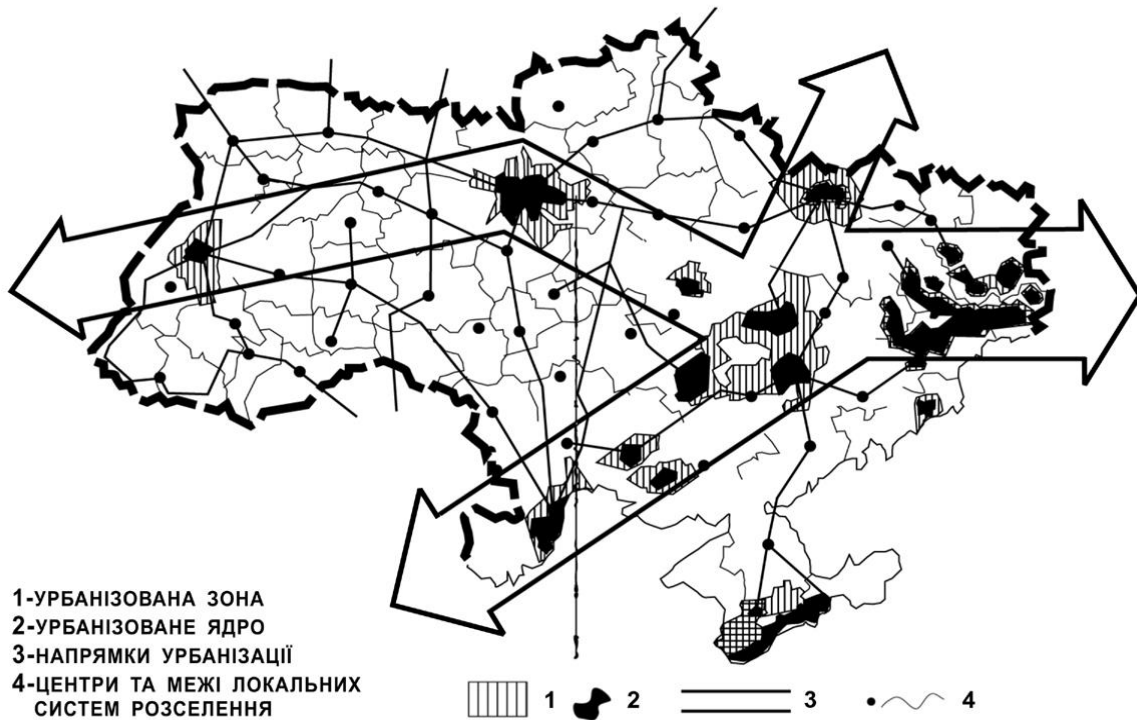 1-УРБАНІЗОВАНА ЗОНА
2-УРБАНІЗОВАНЕ ЯДРО
3-НАПРЯМКИ УРБАНІЗАЦІЇ
4-ЦЕНТРИ ТА МЕЖІ ЛОКАЛЬНИХ
СИСТЕМ РОЗСЕЛЕННЯ
1 2 3 4